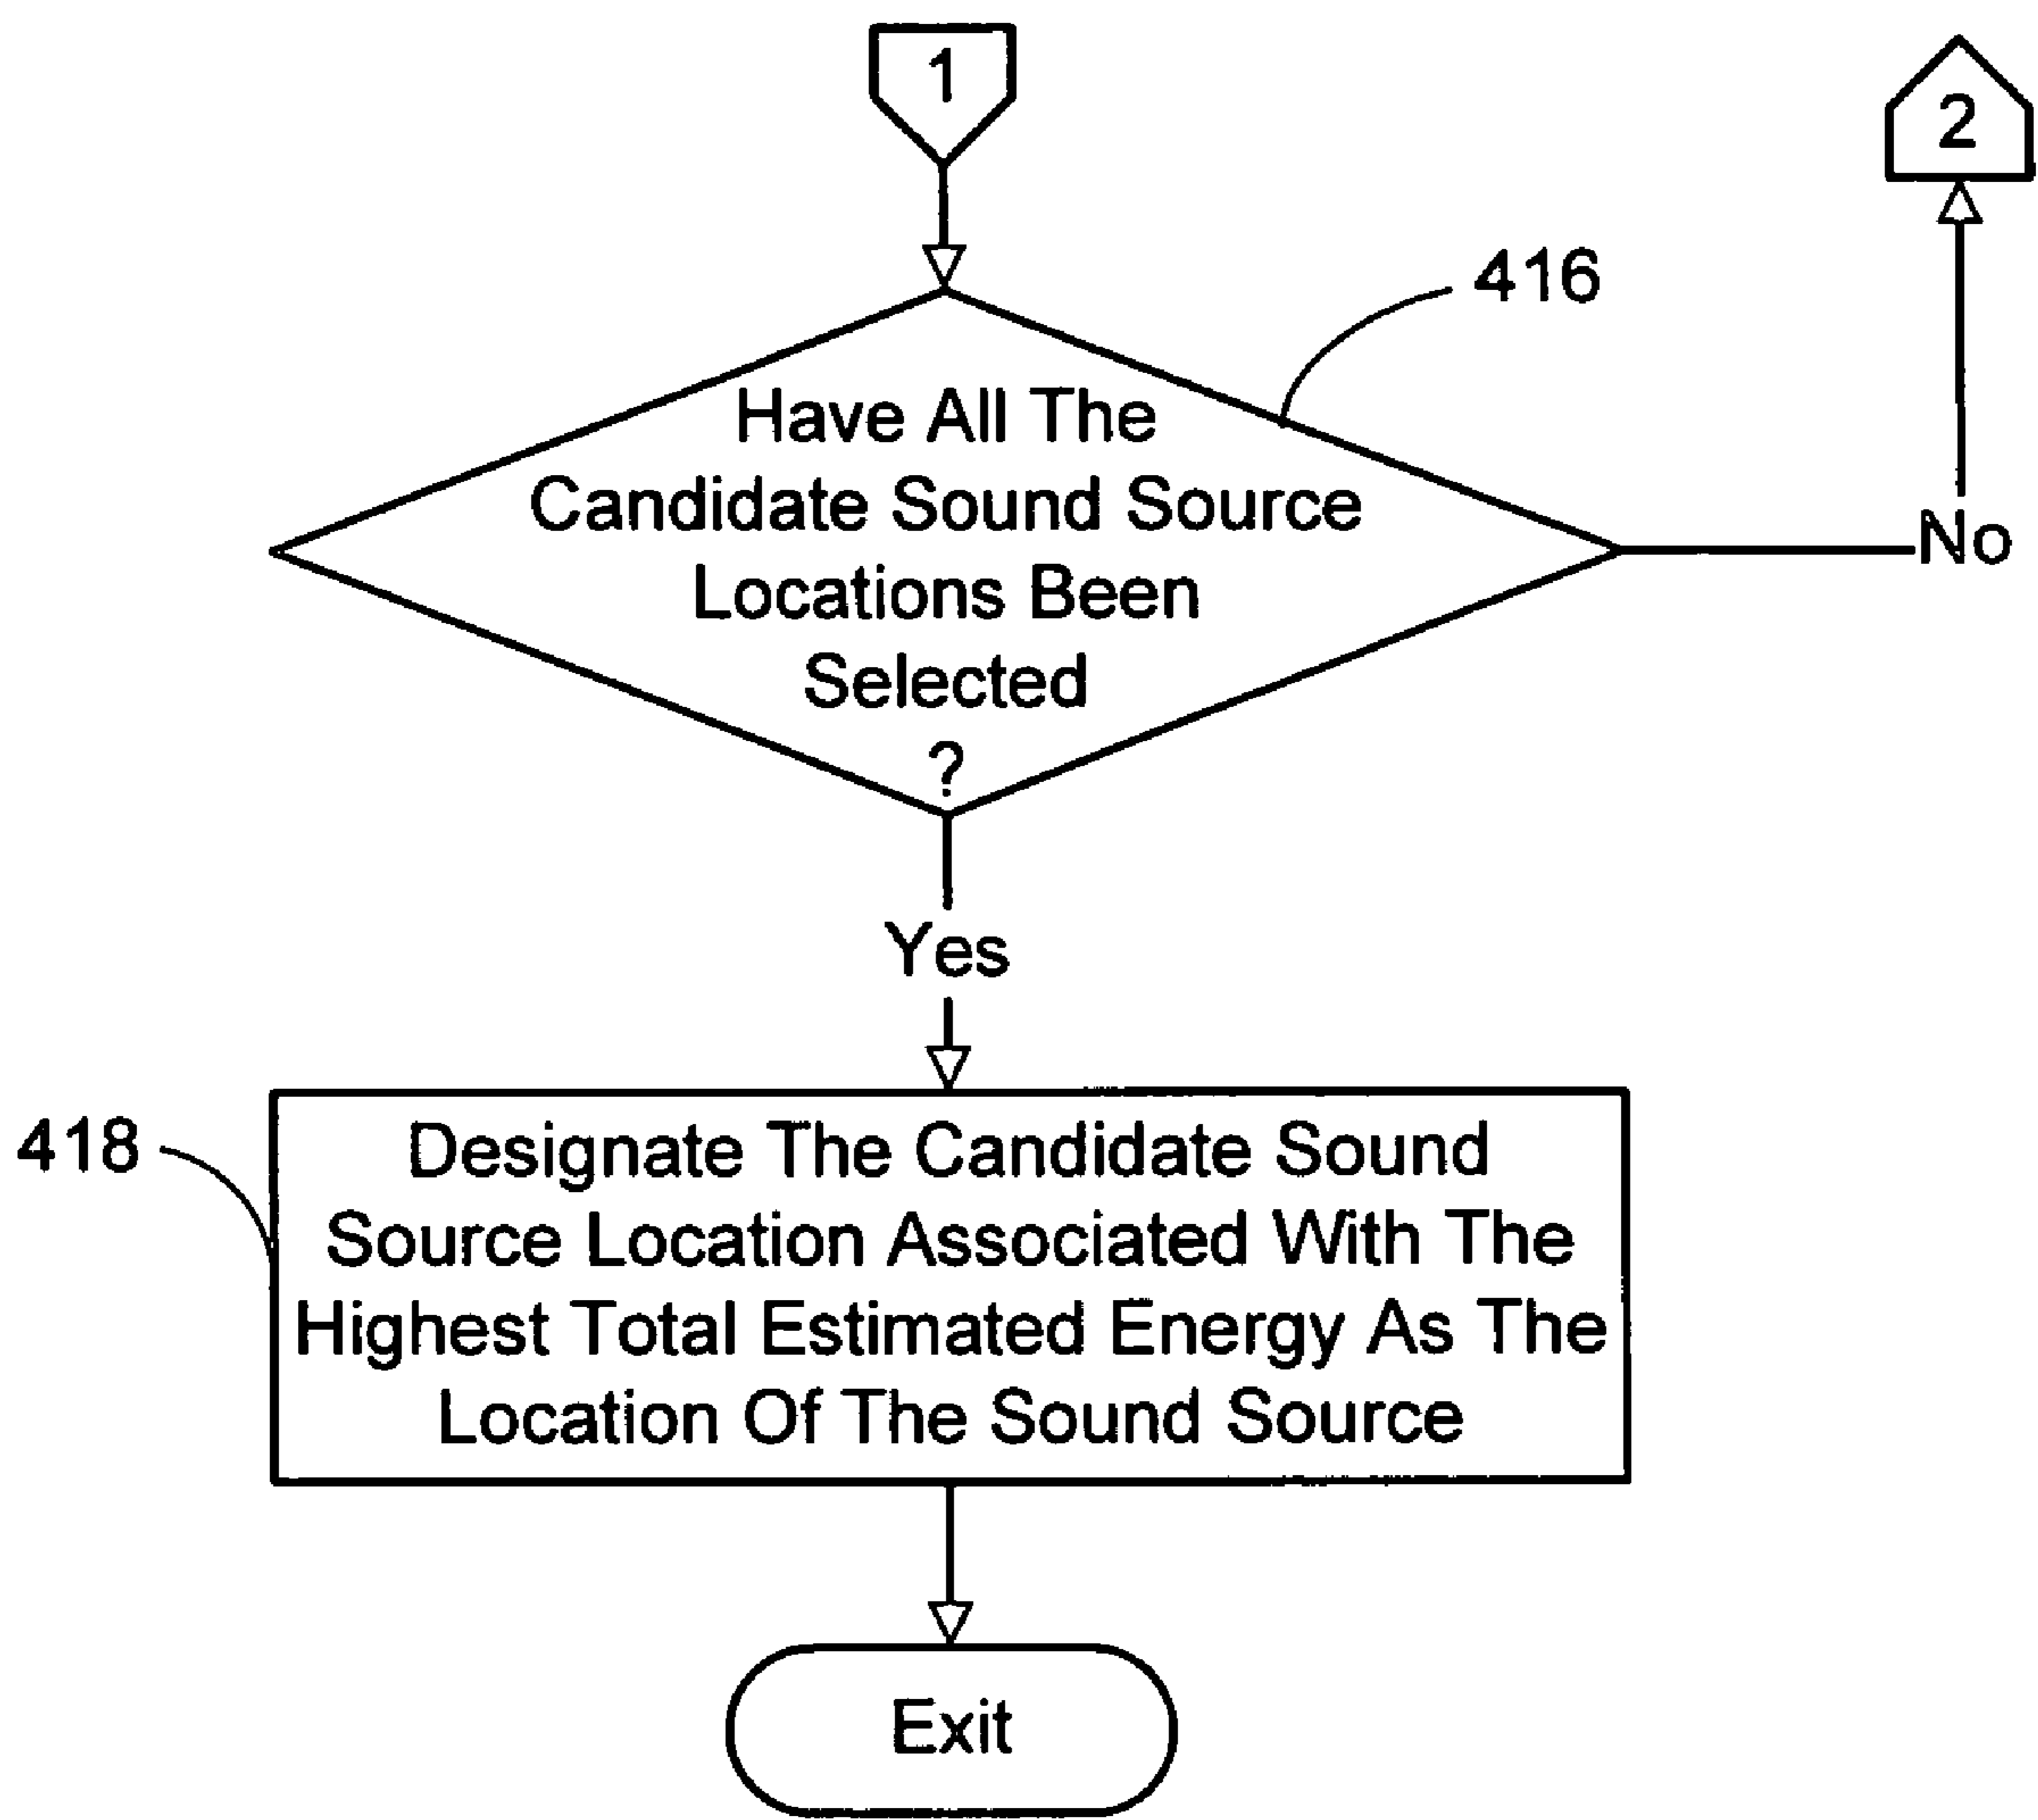 1
2
416
Have All The
Candidate Sound Source
Locations Been
Selected
?
No
Yes
418
Designate The Candidate Sound
Source Location Associated With The
Highest Total Estimated Energy As The
Location Of The Sound Source
Exit